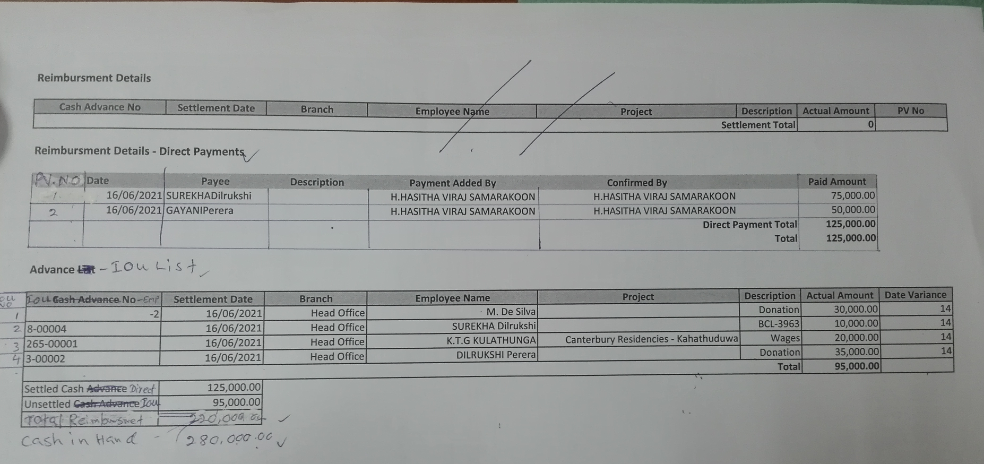 Reimbursment Details
Cash Advance No Settlement Date Branch Employee Name Project Description Actual Amount PV No
Settlement Total 0
Reimbursment Details - Direct Payments
PV.NO Date Payee Description Payment Added By Confirmed By Paid Amount
1 16/06/2021 SUREKHADilrukshi H.HASITHA VIRAJ SAMARAKOON H.HASITHA VIRAJ SAMARAKOON 75,000.00
2 16/06/2021 GAYANIPerera H.HASITHA VIRAJ SAMARAKOON H.HASITHA VIRAJ SAMARAKOON 50,000.00
Direct Payment Total 125,000.00
Total 125,000.00
Advance - IOU List
IOU Cash Advance No Settlement Date Branch Employee Name Project Description Actual Amount Date Variance
1 -2 16/06/2021 Head Office M. De Silva Donation 30,000.00 14
2 8-00004 16/06/2021 Head Office SUREKHA Dilrukshi BCL-3963 10,000.00 14
3 265-00001 16/06/2021 Head Office K.T.G KULATHUNGA Canterbury Residencies - Kahathuduwa Wages 20,000.00 14
4 3-00002 16/06/2021 Head Office DILRUKSHI Perera Donation 35,000.00 14
Total 95,000.00
Settled Cash Advance Direct 125,000.00
Unsettled Cash Advance IOU 95,000.00
Total Reimbusmet 220,000
Cash in Hand - 280,000.00